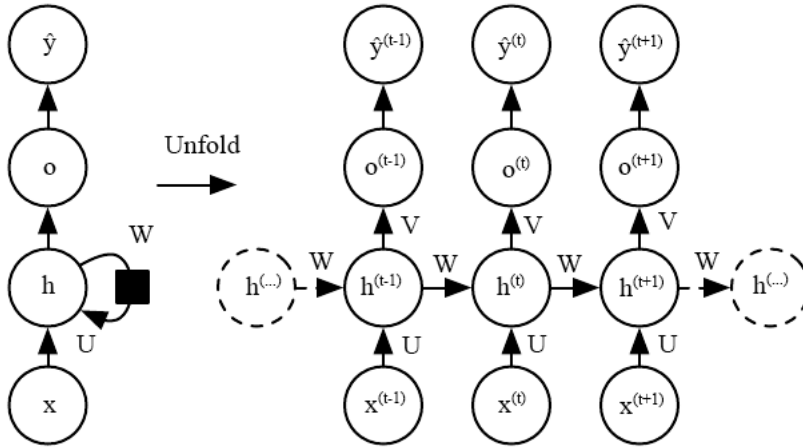 ŷ ŷ(t-1) ŷ(t) ŷ(t+1)
Unfold
o o(t-1) o(t) o(t+1)
W V V V
h h(...) W h(t-1) W h(t) W h(t+1) W h(...)
U U U U
x x(t-1) x(t) x(t+1)